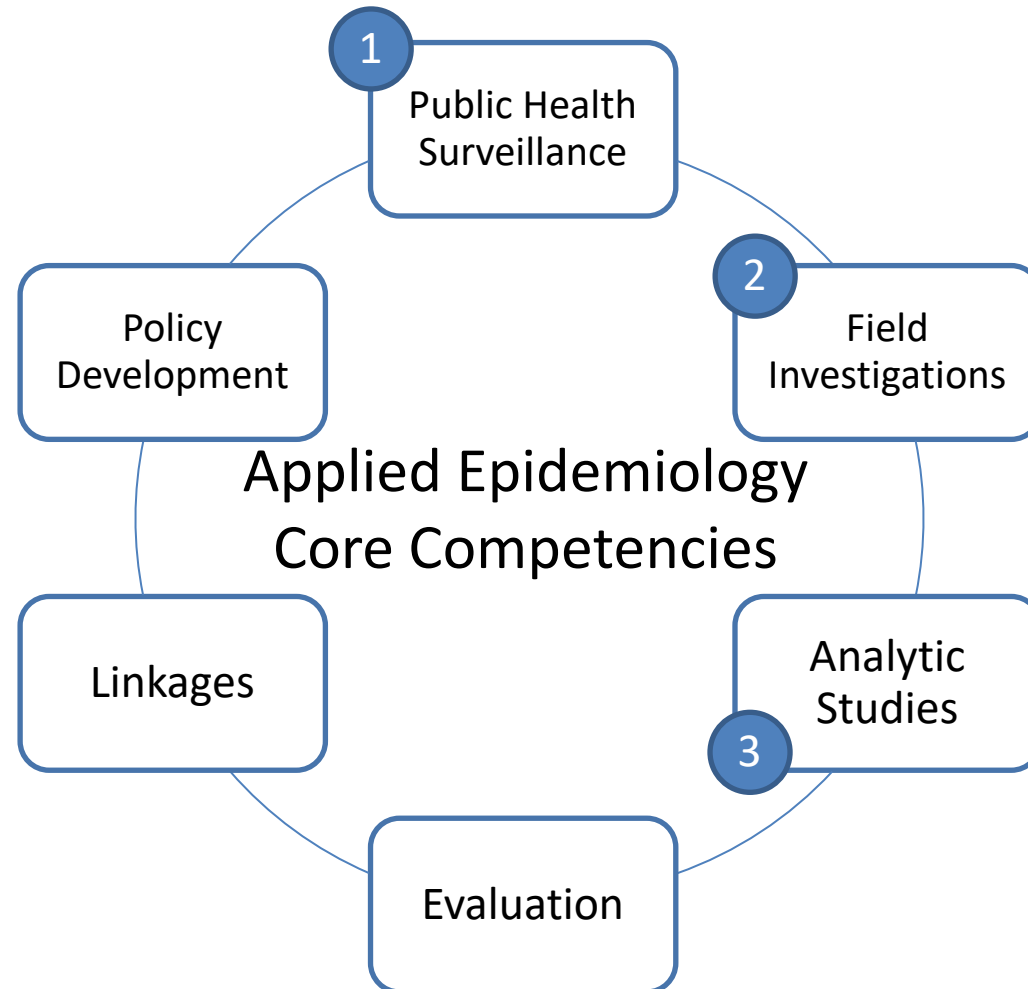 1
Public Health
Surveillance
2
Field
Investigations
Policy
Development
Applied Epidemiology
Core Competencies
Analytic
Studies
3
Linkages
Evaluation